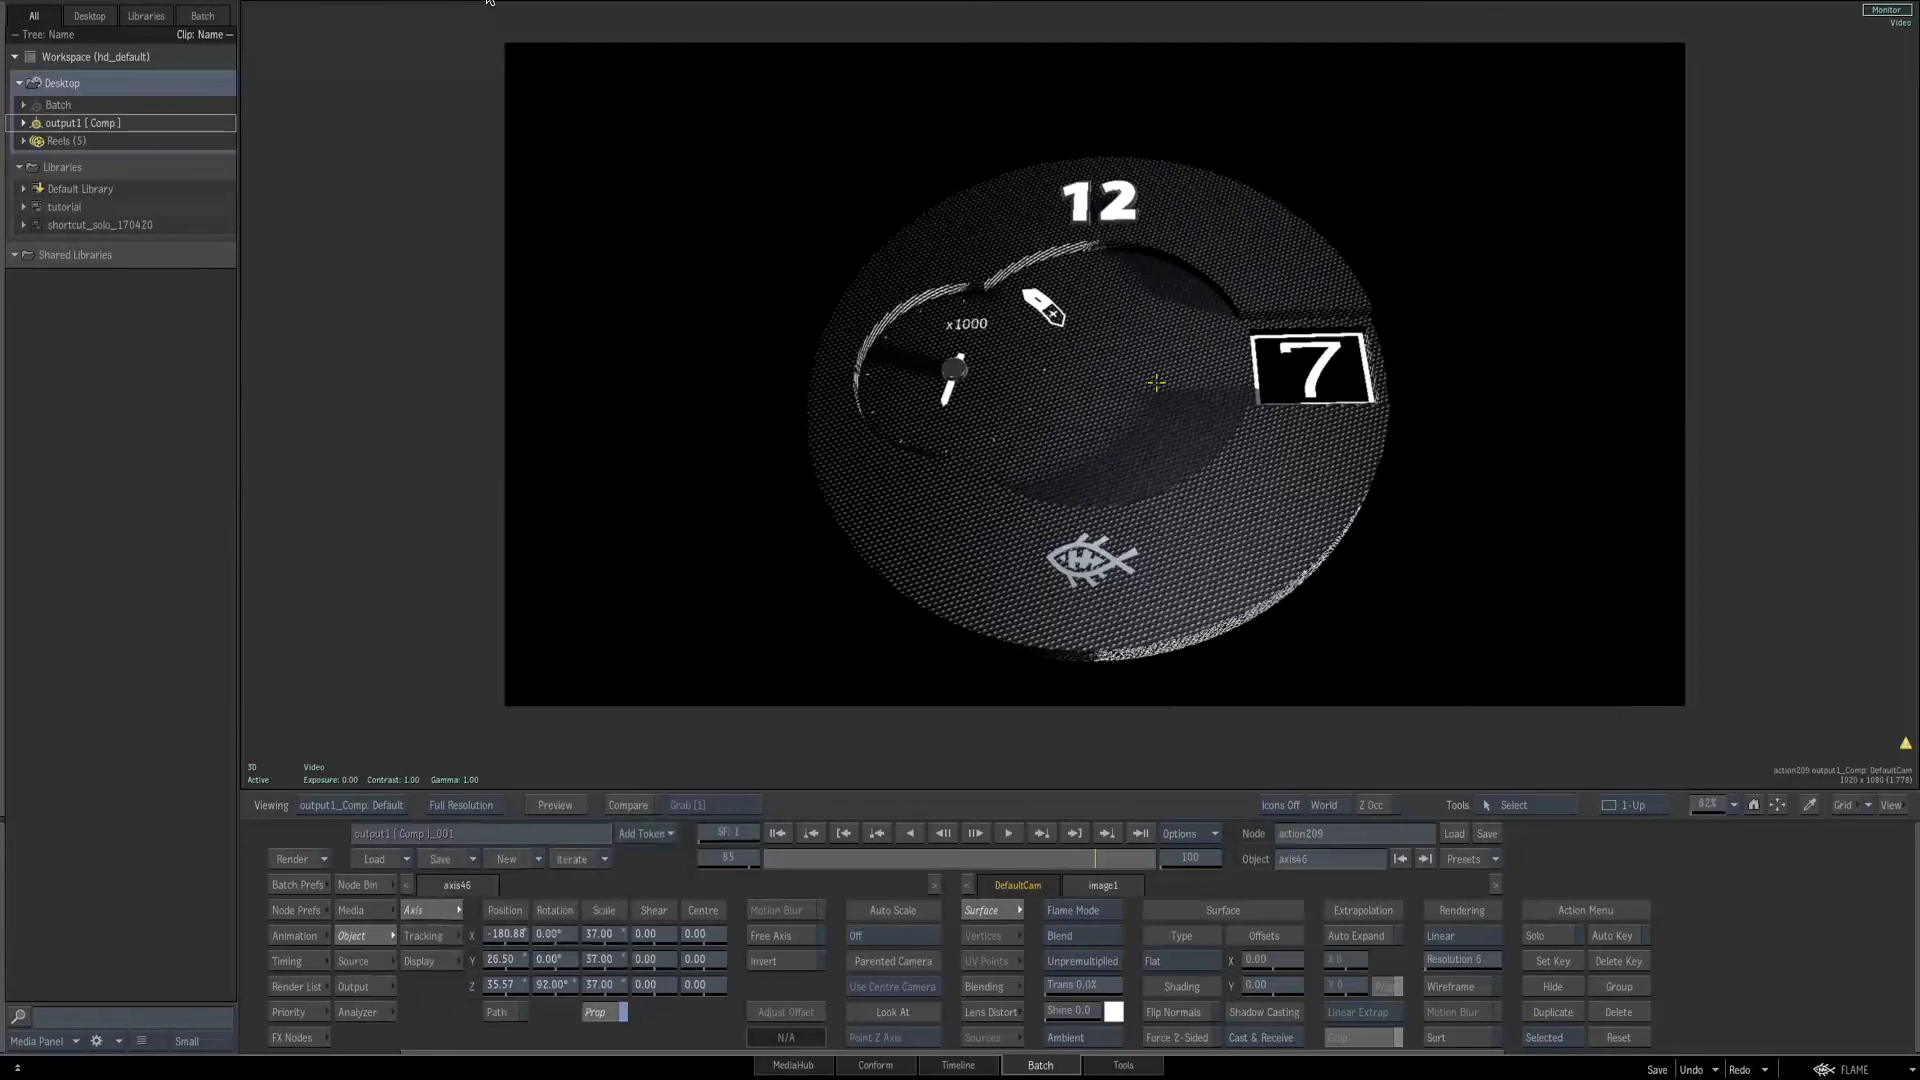 All Desktop Libraries Batch
Tree: Name Clip: Name
Workspace (hd_default)
Desktop
Batch
output1 [ Comp ]
Reels (5)
Libraries
Default Library
tutorial
shortcut_solo_170420
Shared Libraries
Monitor
Video
12
x1000
- +
7
3D Video
Active Exposure: 0.00 Contrast: 1.00 Gamma: 1.00
action209 output1_Comp: DefaultCam
1920 x 1080 (1.778)
Viewing output1_Comp: Default Full Resolution Preview Compare Grab [1] Icons Off World Z Occ Tools Select 1-Up 82% Grid View
output1 [ Comp ]_001 Add Token SF: 1 Options Node action209 Load Save
Render Load Save New Iterate 85 100 Object axis46 Presets
Batch Prefs Node Bin < axis46 > < DefaultCam image1 >
Node Prefs Media Axis Position Rotation Scale Shear Centre Motion Blur Auto Scale Surface Flame Mode Surface Extrapolation Rendering Action Menu
Animation Object Tracking X -180.88 0.00° 37.00 0.00 0.00 Free Axis Off Vertices Blend Type Offsets Auto Expand Linear Solo Auto Key
Timing Source Display Y 26.50 0.00° 37.00 0.00 0.00 Invert Parented Camera UV Points Unpremultiplied Flat X 0.00 X 0 Resolution 6 Set Key Delete Key
Render List Output Z 35.57 92.00° 37.00 0.00 0.00 Use Centre Camera Blending Trans 0.0% Shading Y 0.00 Y 0 Wireframe Hide Group
Priority Analyzer Path Prop Adjust Offset Look At Lens Distort Shine 0.0 Flip Normals Shadow Casting Linear Extrap Motion Blur Duplicate Delete
FX Nodes N/A Point Z Axis Sources Ambient Force Z-Sided Cast & Receive Sort Selected Reset
Media Panel Small
MediaHub Conform Timeline Batch Tools
Save Undo Redo FLAME